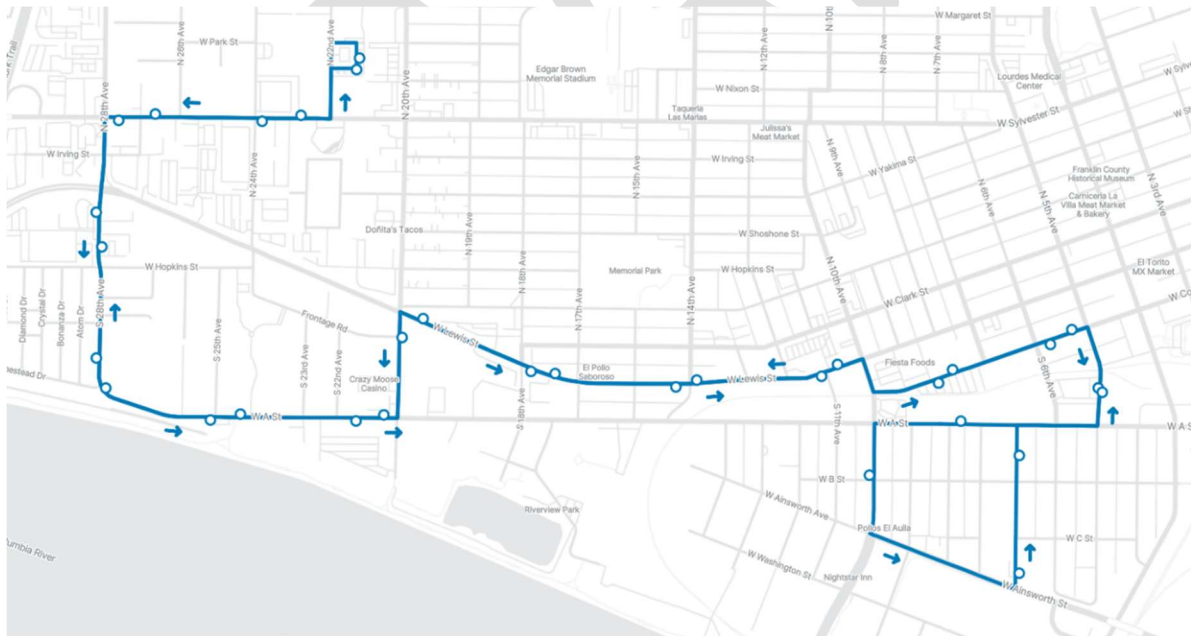 W Margaret St
N 10th
W Park St
N 26th Ave
N 22nd Ave
N 12th Ave
N 8th Ave
N 7th Ave
Trail
Edgar Brown
Memorial Stadium
Lourdes Medical
Center
N 28th Ave
N 20th Ave
W Nixon St
Taqueria
Las Marias
W Sylvester St
Julissa's
Meat Market
W Irving St
W Irving St
N 9th Ave
W Yakima St
N 24th Ave
N 15th Ave
Franklin County
Historical Museum
N 6th Ave
N 5th Ave
N 3rd Ave
Carniceria La
Villa Meat Market
& Bakery
Doñita's Tacos
N 19th Ave
W Shoshone St
W Hopkins St
N 18th Ave
Memorial Park
W Hopkins St
N 10th Ave
El Torito
MX Market
Diamond Dr
Crystal Dr
Bonanza Dr
Atom Dr
S 28th Ave
N 17th Ave
N 14th Ave
W Clark St
Frontage Rd
W Lewis St
S 25th Ave
S 23rd Ave
S 22nd Ave
Crazy Moose
Casino
El Pollo
Saboroso
W Lewis St
Fiesta Foods
S 6th Ave
W A St
S 18th Ave
S 11th Ave
W A St
W A S
W B St
W Ainsworth Ave
Riverview Park
Pollos El Aulla
W C St
W Washington St
Nightstar Inn
W Ainsworth St
umbia River